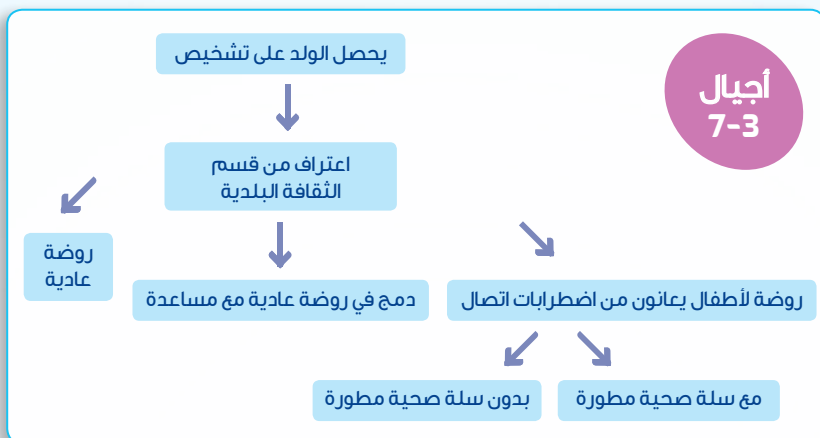 أجيال
7-3
يحصل الولد على تشخيص
اعتراف من قسم
الثقافة البلدية
روضة لأطفال يعانون من اضطرابات اتصال
دمج في روضة عادية مع مساعدة
روضة
عادية
مع سلة صحية مطورة
بدون سلة صحية مطورة